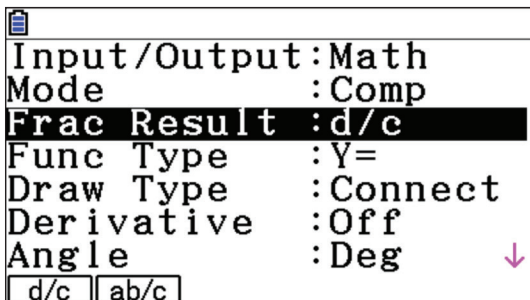 Input/Output:Math
Mode :Comp
Frac Result :d/c
Func Type :Y=
Draw Type :Connect
Derivative :Off
Angle :Deg ↓
d/c ab/c